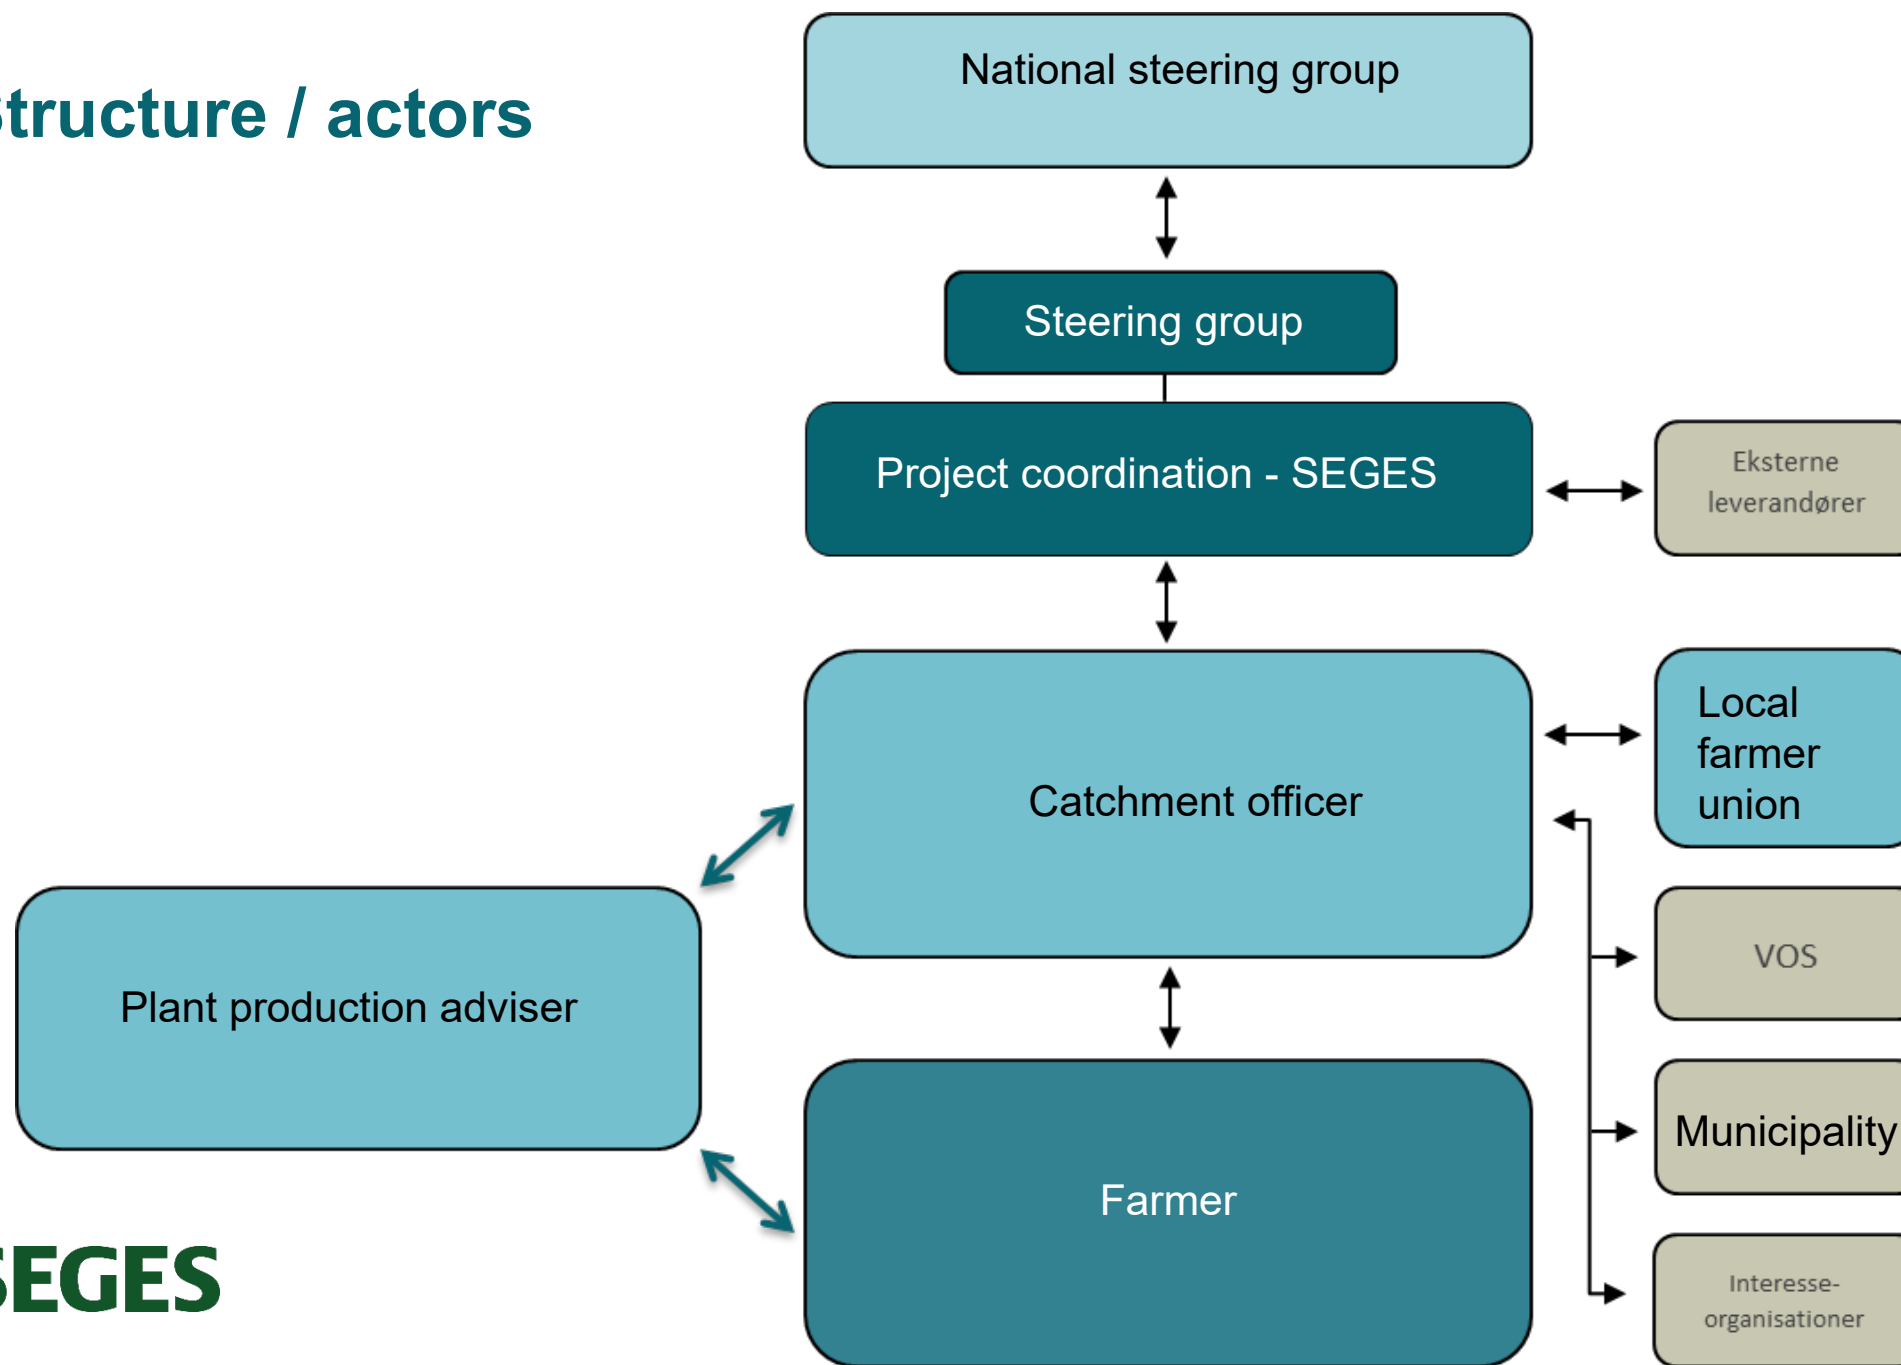 Structure / actors
National steering group
Steering group
Project coordination - SEGES
Eksterne
leverandører
Local
farmer
union
Catchment officer
VOS
Plant production adviser
Municipality
Farmer
Interesse-
organisationer
SEGES